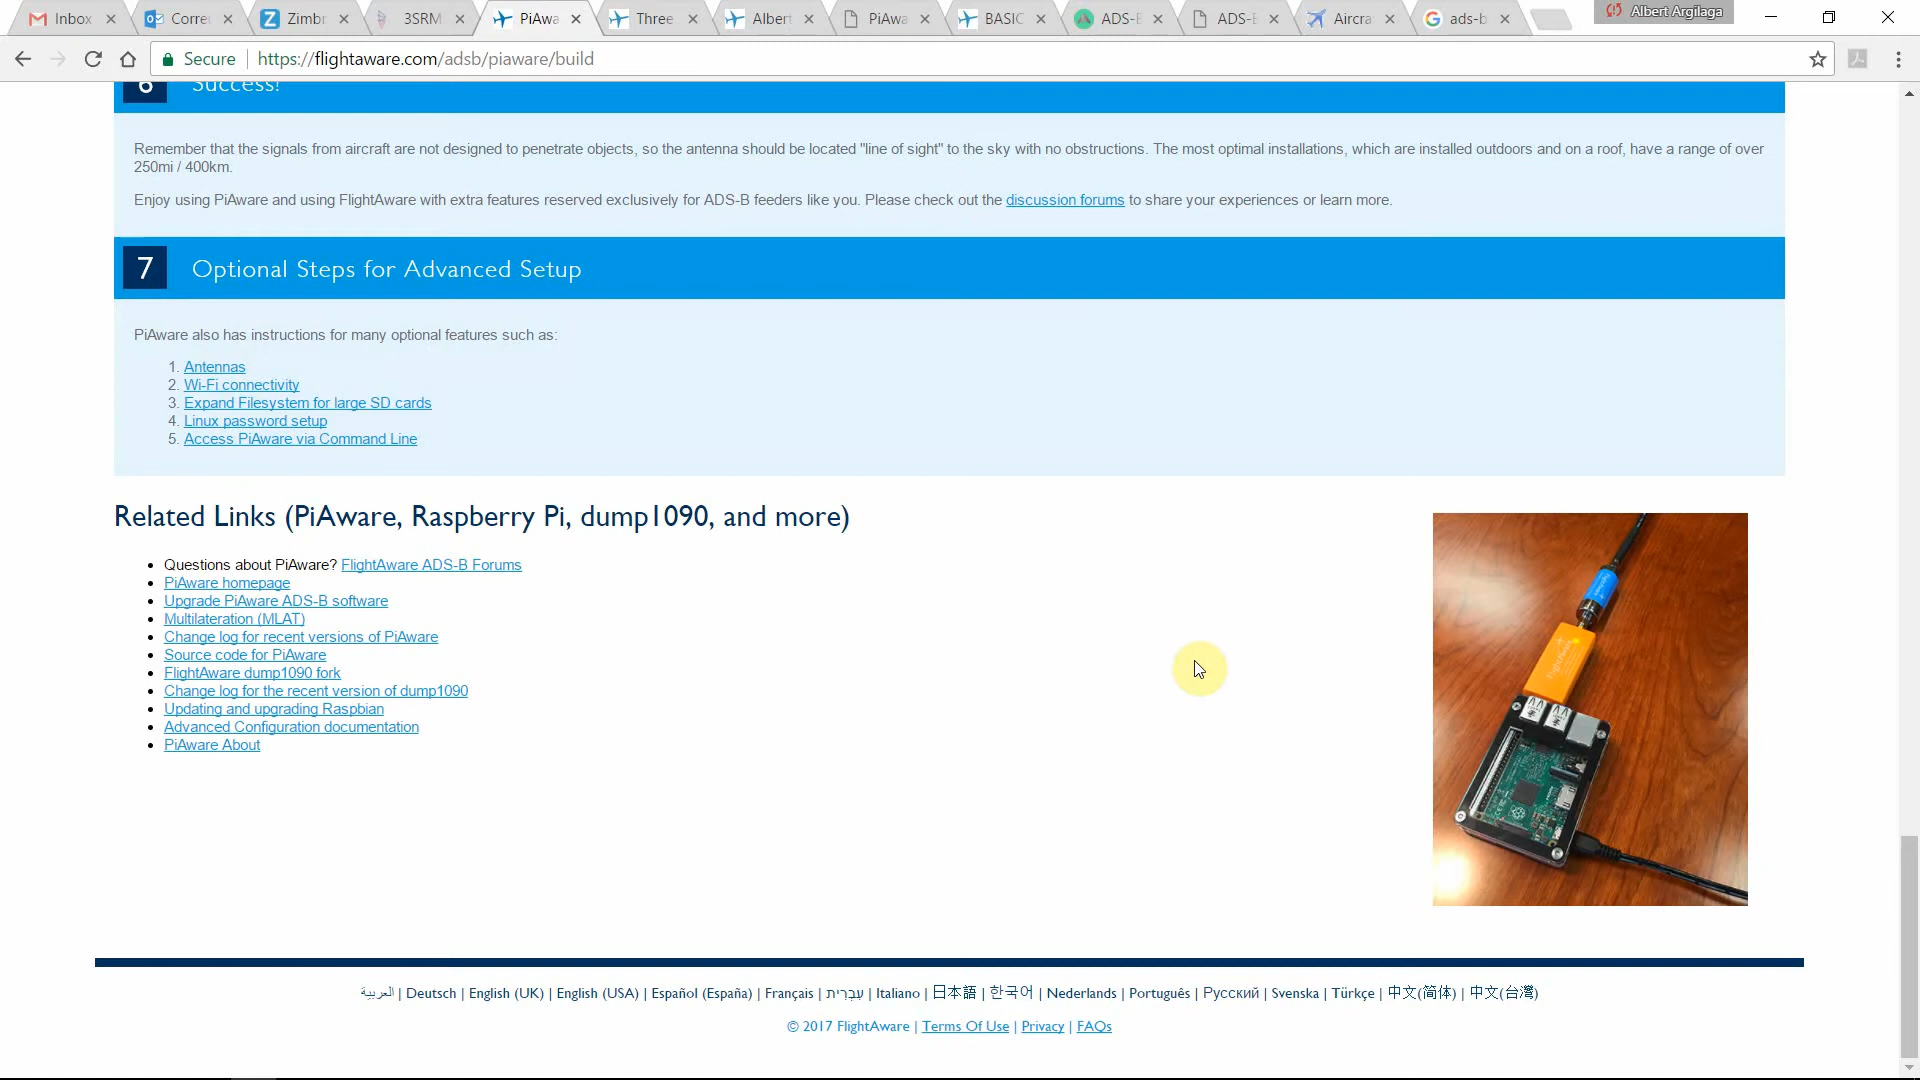 Inbox
Corre
Zimb
3SRM
PiAwa
Three
Albert
PiAwa
BASIC
ADS-B
ADS-B
Aircra
ads-b
Albert Argilaga
Secure
https://flightaware.com/adsb/piaware/build
6 Success!
Remember that the signals from aircraft are not designed to penetrate objects, so the antenna should be located "line of sight" to the sky with no obstructions. The most optimal installations, which are installed outdoors and on a roof, have a range of over
250mi / 400km.
Enjoy using PiAware and using FlightAware with extra features reserved exclusively for ADS-B feeders like you. Please check out the discussion forums to share your experiences or learn more.
7 Optional Steps for Advanced Setup
PiAware also has instructions for many optional features such as:
1. Antennas
2. Wi-Fi connectivity
3. Expand Filesystem for large SD cards
4. Linux password setup
5. Access PiAware via Command Line
Related Links (PiAware, Raspberry Pi, dump1090, and more)
Questions about PiAware? FlightAware ADS-B Forums
PiAware homepage
Upgrade PiAware ADS-B software
Multilateration (MLAT)
Change log for recent versions of PiAware
Source code for PiAware
FlightAware dump1090 fork
Change log for the recent version of dump1090
Updating and upgrading Raspbian
Advanced Configuration documentation
PiAware About
العربية | Deutsch | English (UK) | English (USA) | Español (España) | Français | עִבְרִית | Italiano | 日本語 | 한국어 | Nederlands | Português | Русский | Svenska | Türkçe | 中文(简体) | 中文(台灣)
© 2017 FlightAware | Terms Of Use | Privacy | FAQs